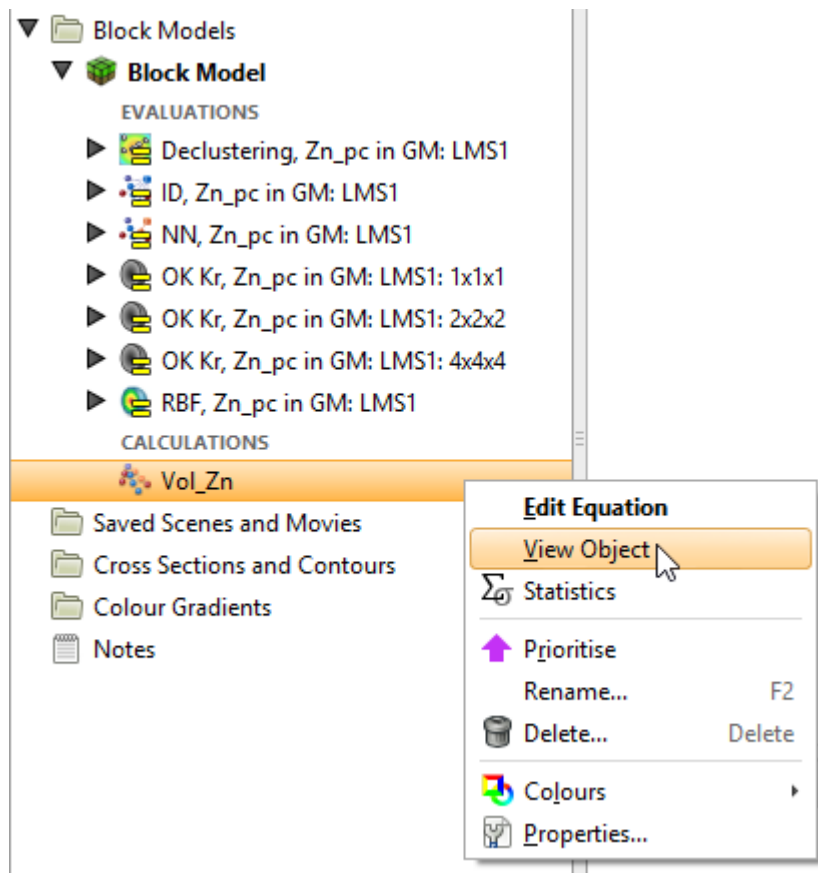 Block Models
Block Model
EVALUATIONS
Declustering, Zn_pc in GM: LMS1
ID, Zn_pc in GM: LMS1
NN, Zn_pc in GM: LMS1
OK Kr, Zn_pc in GM: LMS1: 1x1x1
OK Kr, Zn_pc in GM: LMS1: 2x2x2
OK Kr, Zn_pc in GM: LMS1: 4x4x4
RBF, Zn_pc in GM: LMS1
CALCULATIONS
Vol_Zn
Saved Scenes and Movies
Cross Sections and Contours
Colour Gradients
Notes
Edit Equation
View Object
Statistics
Prioritise
Rename... F2
Delete... Delete
Colours
Properties...